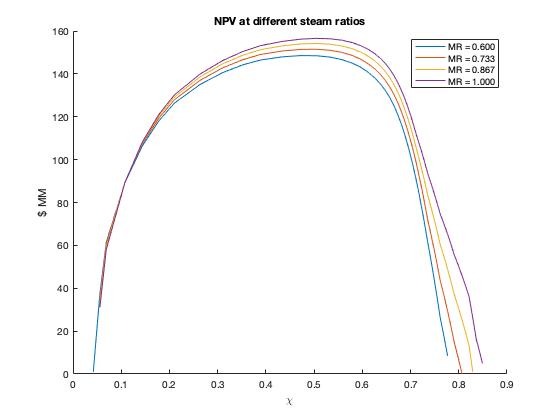 NPV at different steam ratios
160
140
120
100
80
60
40
20
0
$ MM
MR = 0.600
MR = 0.733
MR = 0.867
MR = 1.000
0 0.1 0.2 0.3 0.4 0.5 0.6 0.7 0.8 0.9
χ